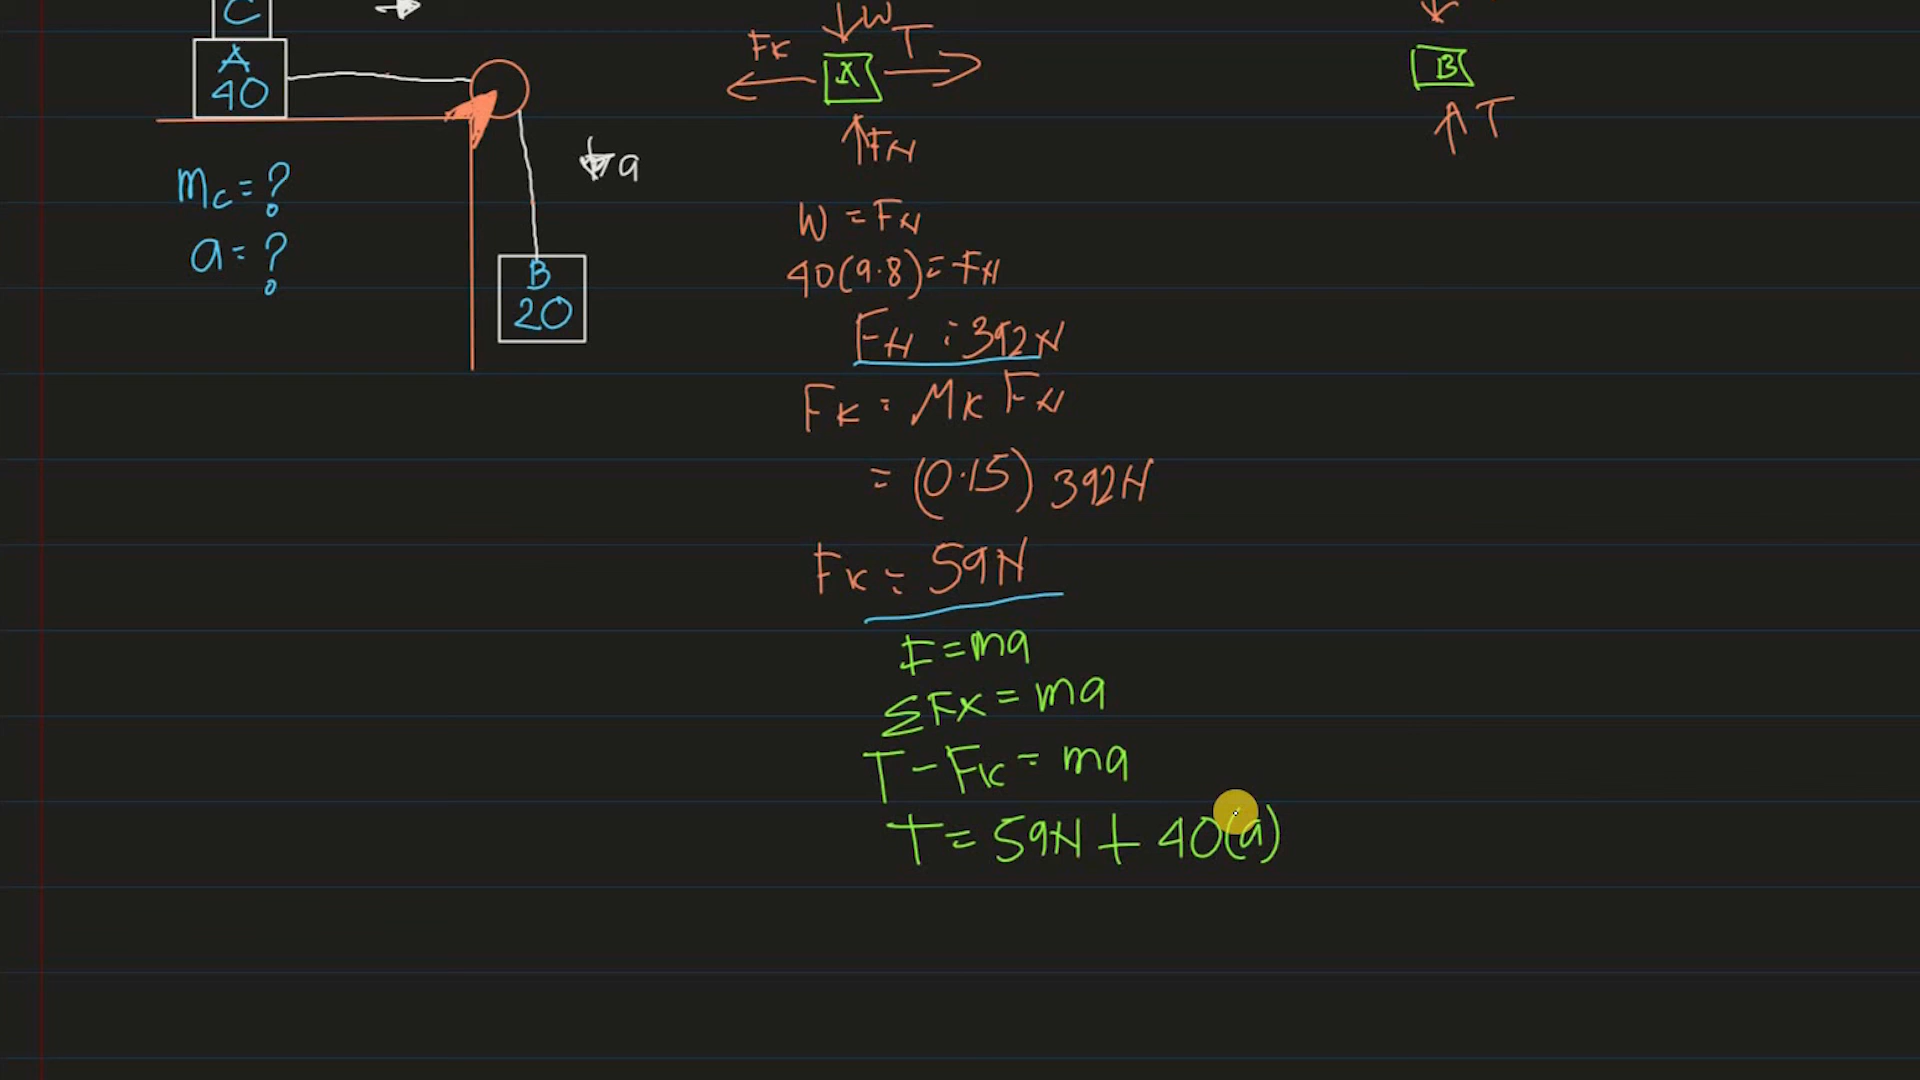 C
A
40
mc = ?
a = ?
a
B
20
W
FK
A
T
FN
W = FN
40(9.8) = FN
FN = 392N
FK = μK FN
= (0.15) 392N
FK = 59N
F = ma
ΣFx = ma
T - FK = ma
T = 59N + 40(a)
B
T